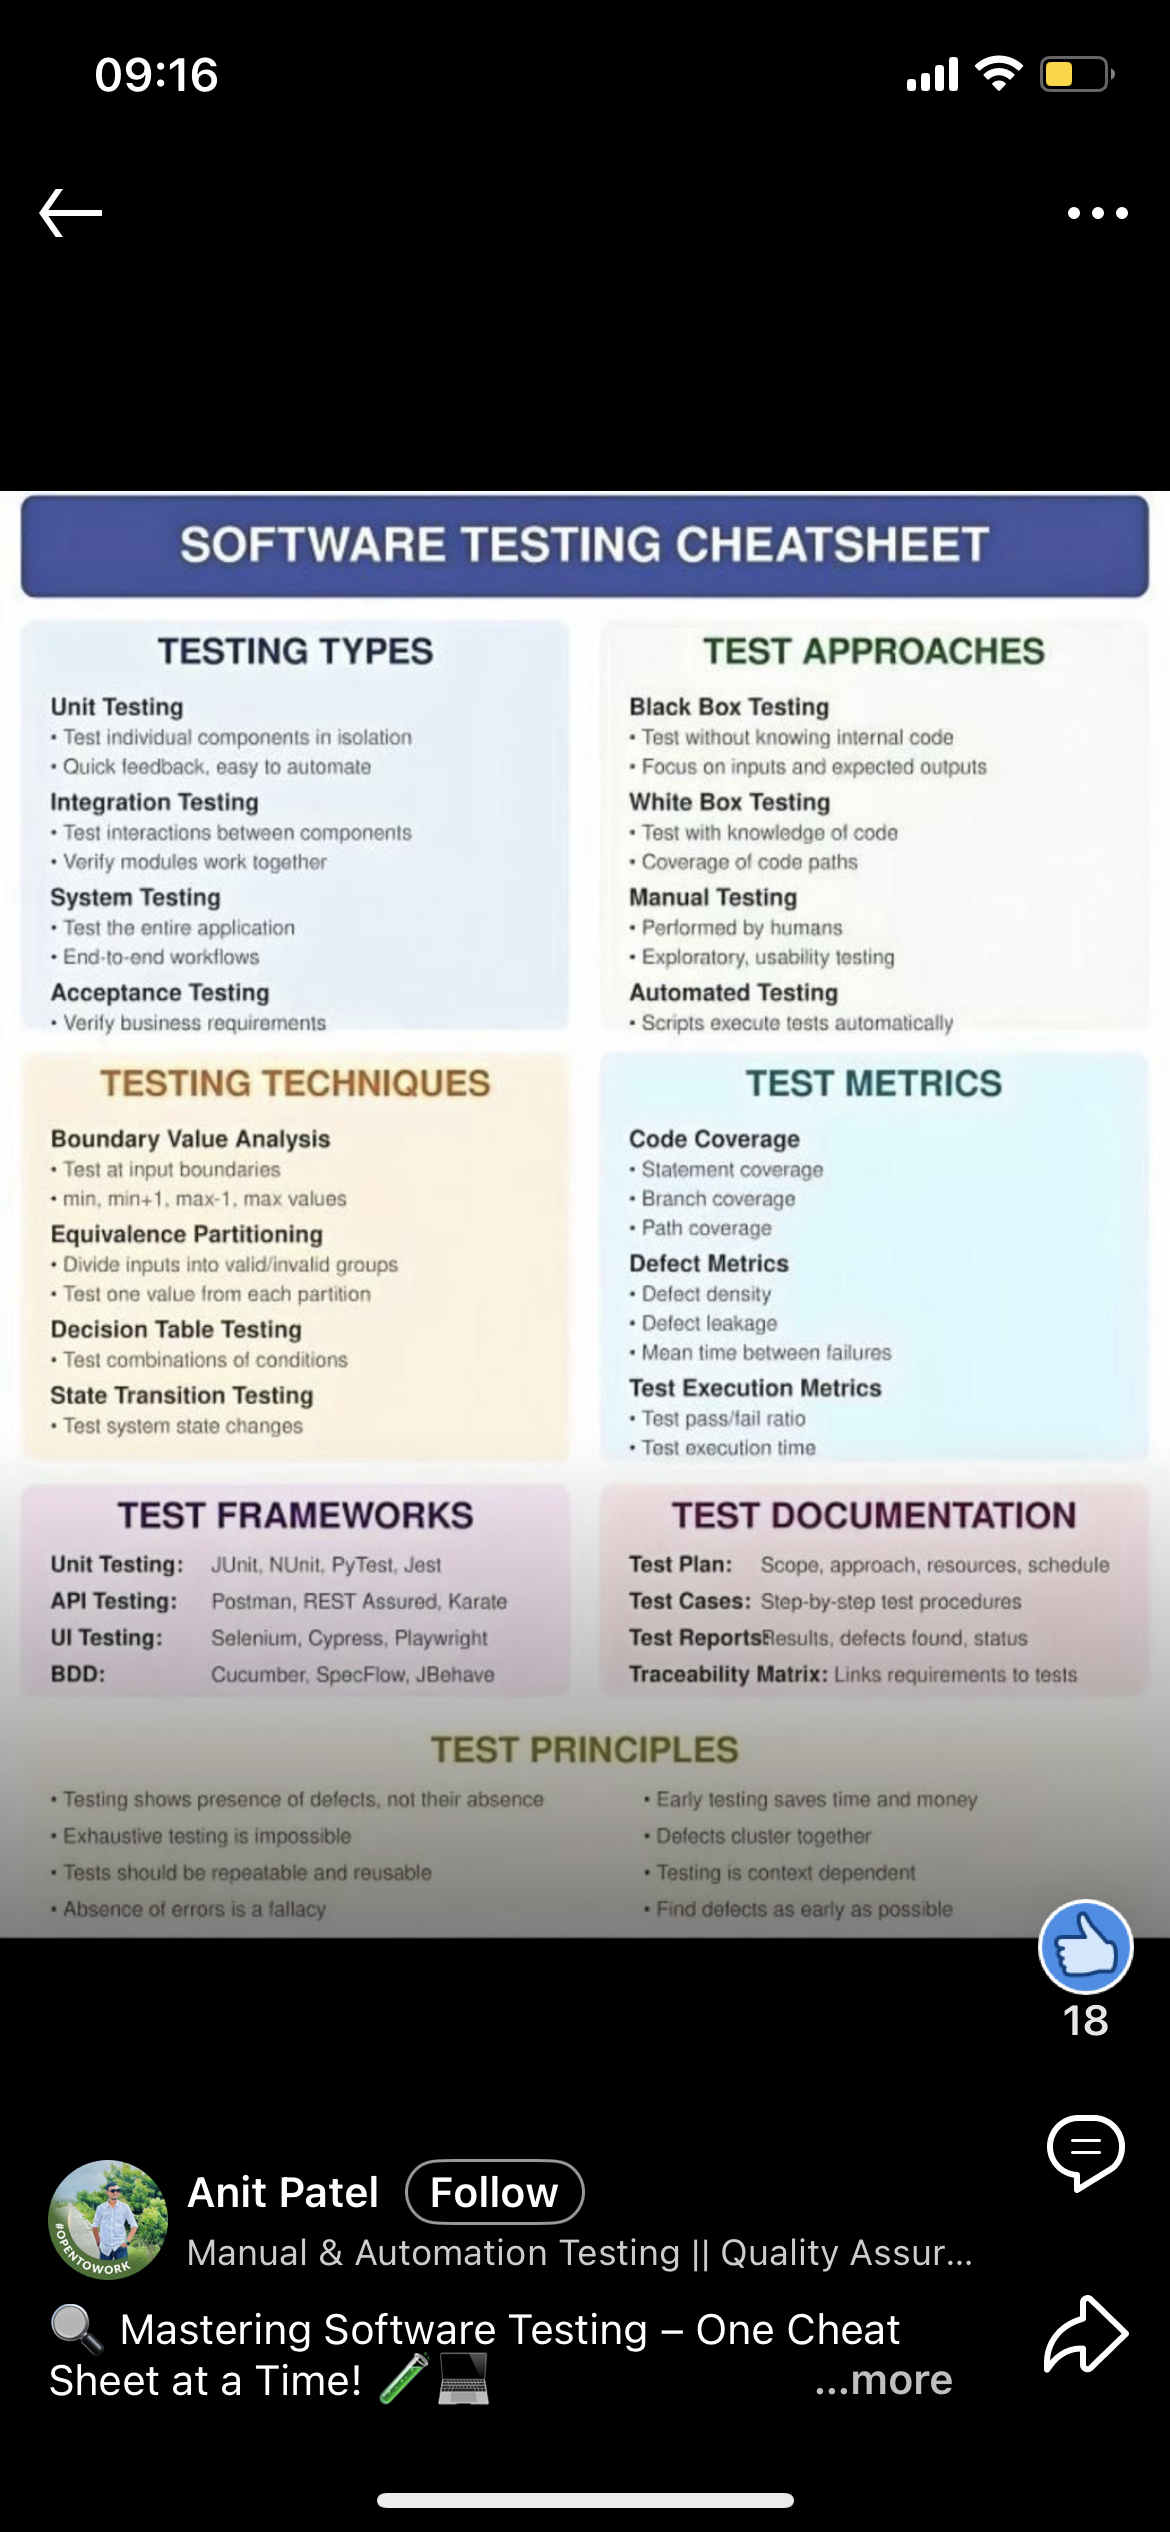 09:16
SOFTWARE TESTING CHEATSHEET
TESTING TYPES
Unit Testing
• Test individual components in isolation
• Quick feedback, easy to automate
Integration Testing
• Test interactions between components
• Verify modules work together
System Testing
• Test the entire application
• End-to-end workflows
Acceptance Testing
• Verify business requirements
TEST APPROACHES
Black Box Testing
• Test without knowing internal code
• Focus on inputs and expected outputs
White Box Testing
• Test with knowledge of code
• Coverage of code paths
Manual Testing
• Performed by humans
• Exploratory, usability testing
Automated Testing
• Scripts execute tests automatically
TESTING TECHNIQUES
Boundary Value Analysis
• Test at input boundaries
• min, min+1, max-1, max values
Equivalence Partitioning
• Divide inputs into valid/invalid groups
• Test one value from each partition
Decision Table Testing
• Test combinations of conditions
State Transition Testing
• Test system state changes
TEST METRICS
Code Coverage
• Statement coverage
• Branch coverage
• Path coverage
Defect Metrics
• Defect density
• Defect leakage
• Mean time between failures
Test Execution Metrics
• Test pass/fail ratio
• Test execution time
TEST FRAMEWORKS
Unit Testing: JUnit, NUnit, PyTest, Jest
API Testing: Postman, REST Assured, Karate
UI Testing: Selenium, Cypress, Playwright
BDD: Cucumber, SpecFlow, JBehave
TEST DOCUMENTATION
Test Plan: Scope, approach, resources, schedule
Test Cases: Step-by-step test procedures
Test Reports: Results, defects found, status
Traceability Matrix: Links requirements to tests
TEST PRINCIPLES
• Testing shows presence of defects, not their absence
• Exhaustive testing is impossible
• Tests should be repeatable and reusable
• Absence of errors is a fallacy
• Early testing saves time and money
• Defects cluster together
• Testing is context dependent
• Find defects as early as possible
18
#OPENTOWORK
Anit Patel Follow
Manual & Automation Testing || Quality Assur...
🔍 Mastering Software Testing – One Cheat
Sheet at a Time! 🧪💻 ...more